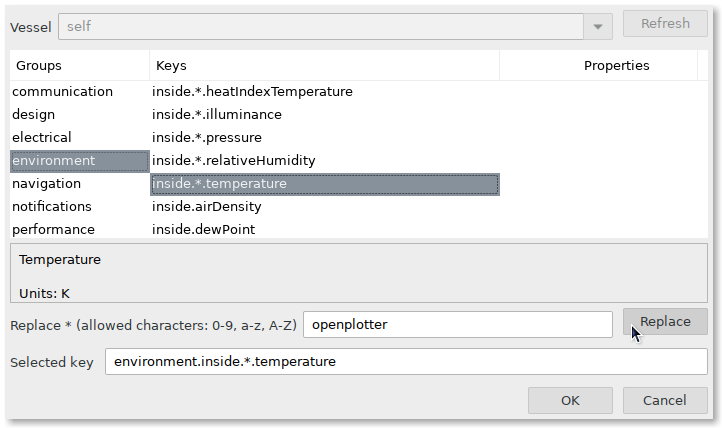 Vessel self Refresh
Groups Keys Properties
communication inside.*.heatIndexTemperature
design inside.*.illuminance
electrical inside.*.pressure
environment inside.*.relativeHumidity
navigation inside.*.temperature
notifications inside.airDensity
performance inside.dewPoint
Temperature
Units: K
Replace * (allowed characters: 0-9, a-z, A-Z) openplotter Replace
Selected key environment.inside.*.temperature
OK Cancel